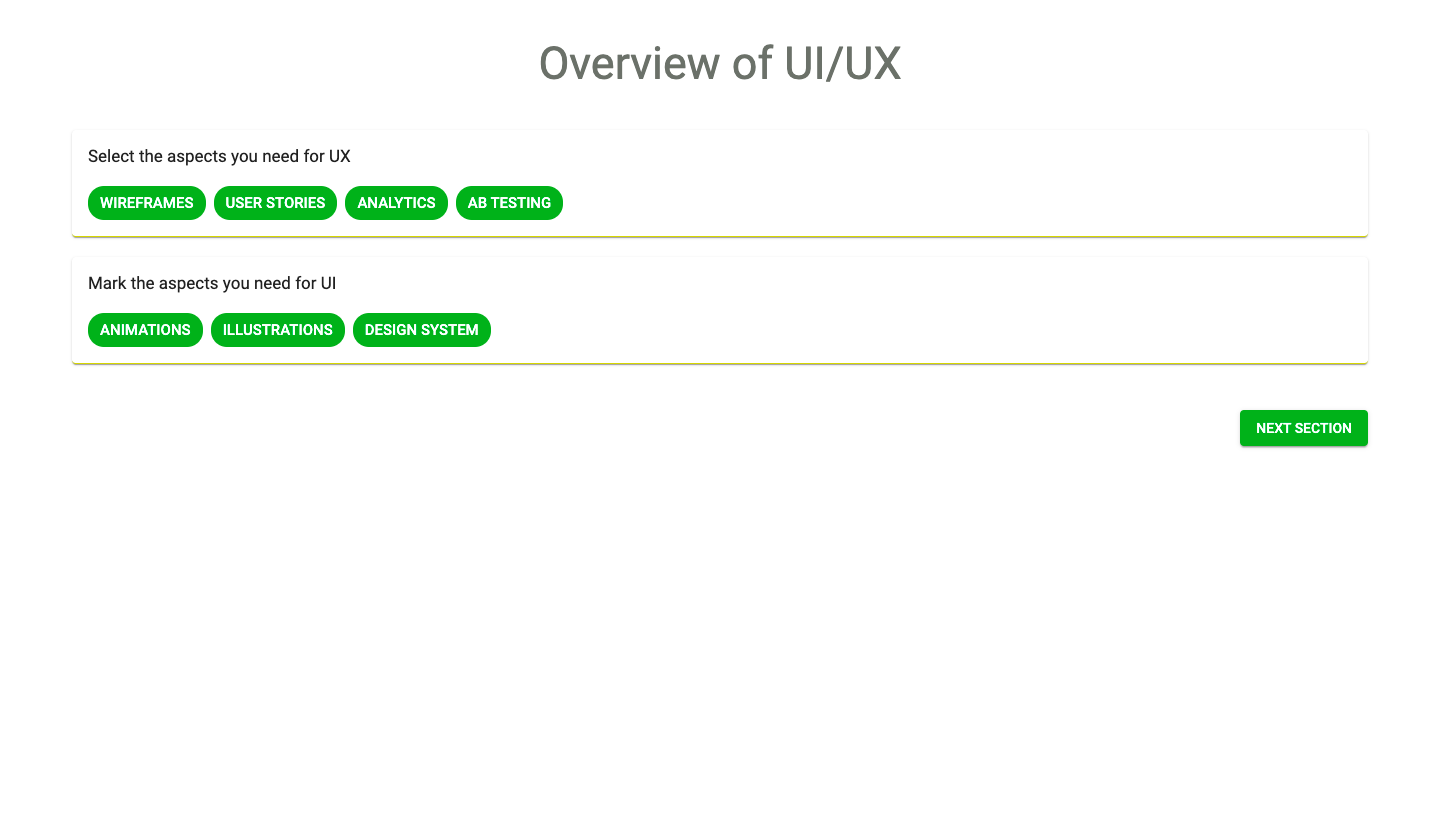 Overview of UI/UX
Select the aspects you need for UX
WIREFRAMES USER STORIES ANALYTICS AB TESTING
Mark the aspects you need for UI
ANIMATIONS ILLUSTRATIONS DESIGN SYSTEM
NEXT SECTION